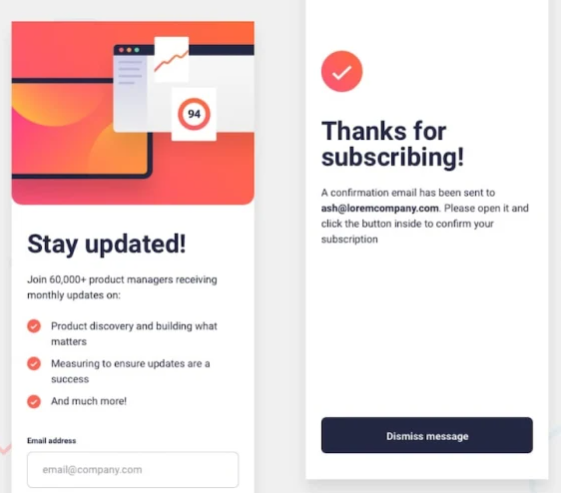 94
Stay updated!
Join 60,000+ product managers receiving
monthly updates on:
Product discovery and building what
matters
Measuring to ensure updates are a
success
And much more!
Email address
email@company.com
Thanks for
subscribing!
A confirmation email has been sent to
ash@loremcompany.com. Please open it and
click the button inside to confirm your
subscription
Dismiss message